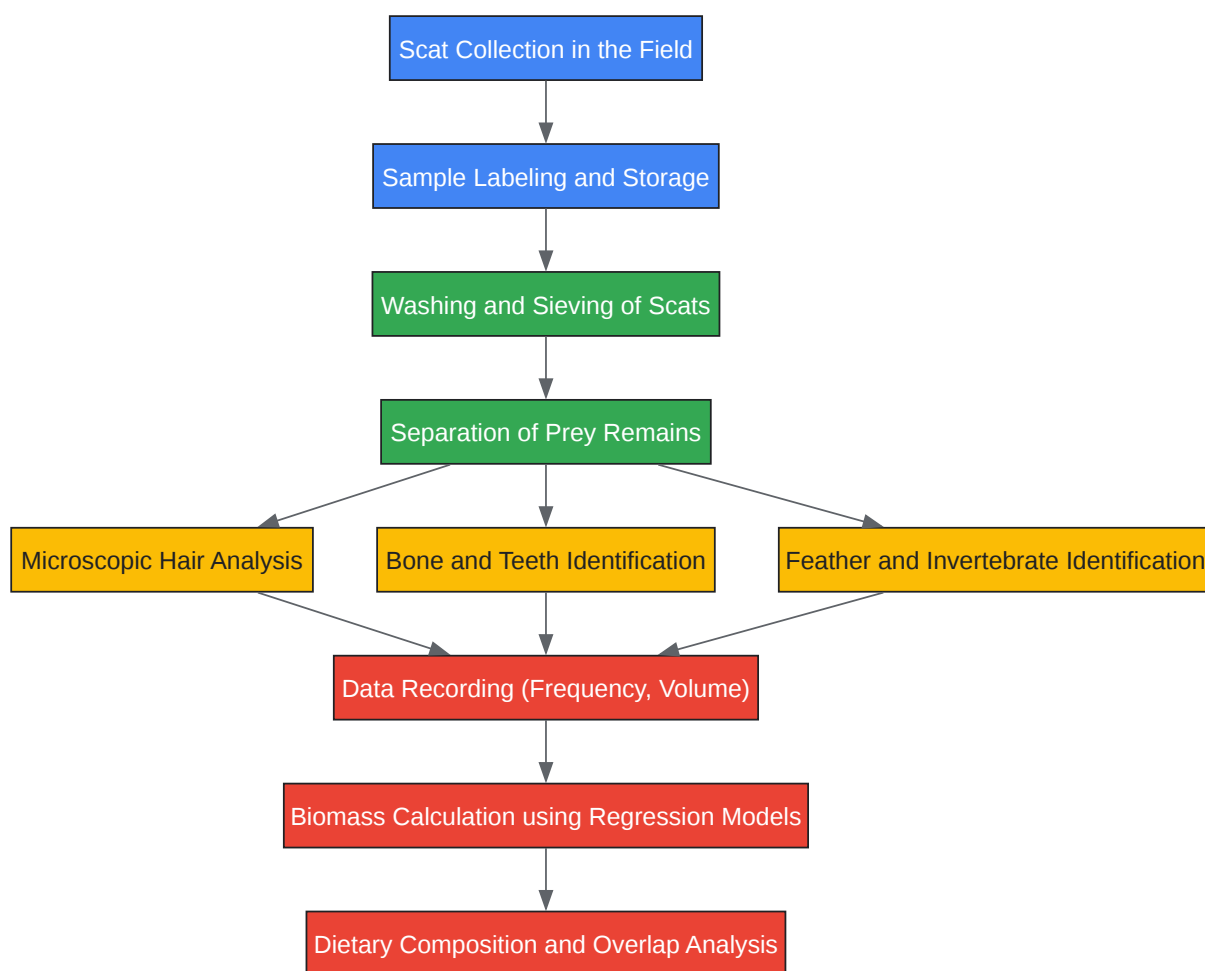 Scat Collection in the Field
Sample Labeling and Storage
Washing and Sieving of Scats
Separation of Prey Remains
Microscopic Hair Analysis
Bone and Teeth Identification
Feather and Invertebrate Identification
Data Recording (Frequency, Volume)
Biomass Calculation using Regression Models
Dietary Composition and Overlap Analysis